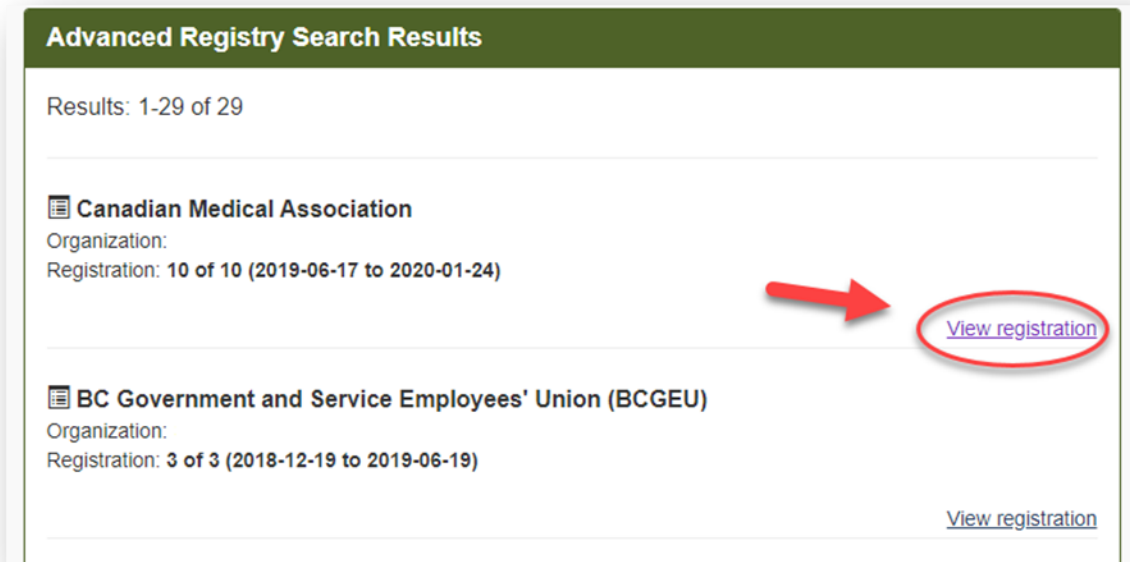 Advanced Registry Search Results
Results: 1-29 of 29
Canadian Medical Association
Organization:
Registration: 10 of 10 (2019-06-17 to 2020-01-24)
View registration
BC Government and Service Employees' Union (BCGEU)
Organization:
Registration: 3 of 3 (2018-12-19 to 2019-06-19)
View registration